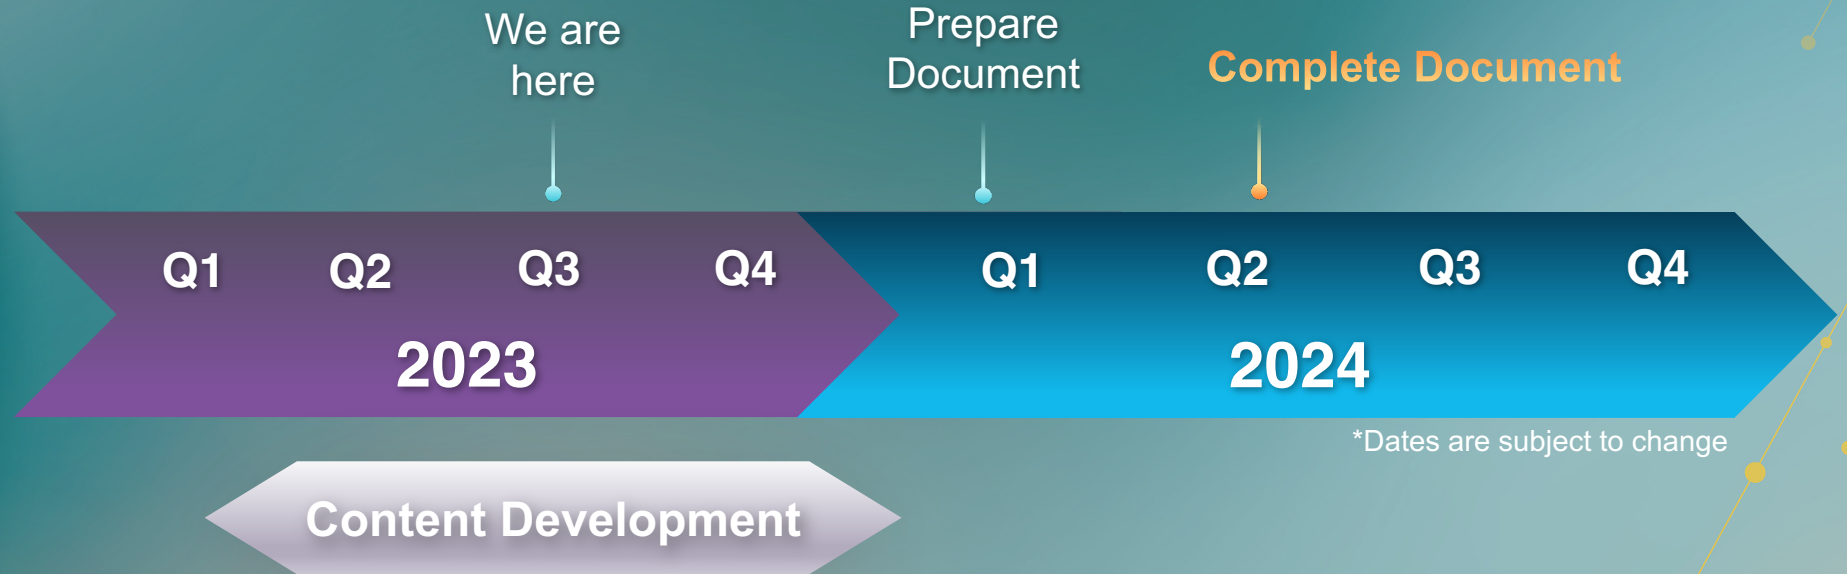 We are
here
Prepare
Document
Complete Document
Q1 Q2 Q3 Q4 Q1 Q2 Q3 Q4
2023 2024
*Dates are subject to change
Content Development